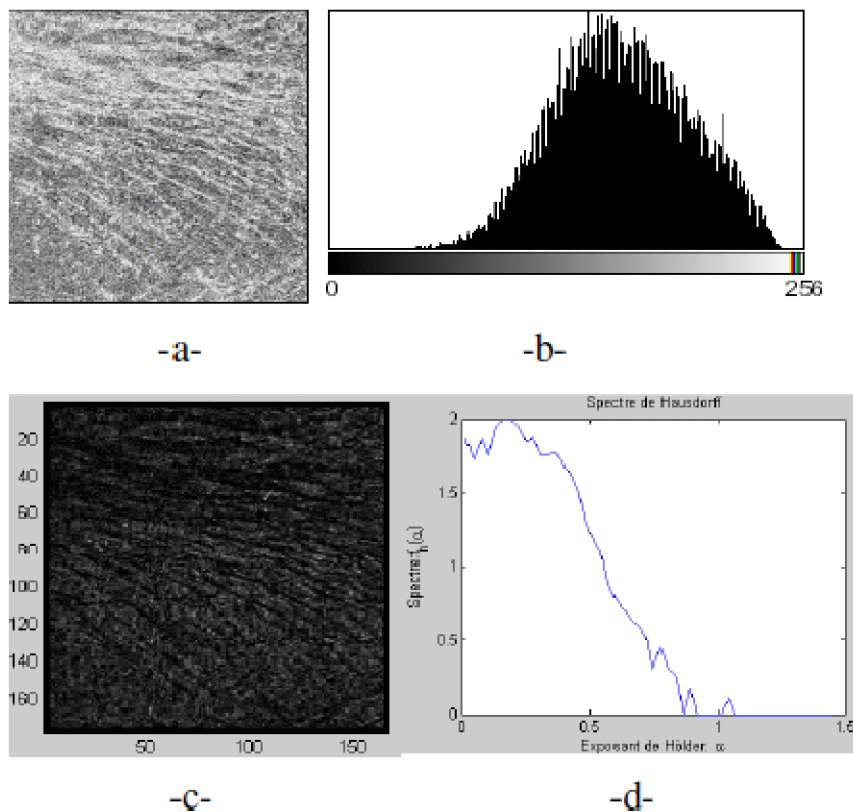 0 256
-a- -b-
Spectre de Hausdorff
20
40
60
80
100
120
140
160
50 100 150
2
1.5
1
0.5
0
0 0.5 1 1.5
Spectre:f_h(α)
Exposant de Hölder: α
-c- -d-